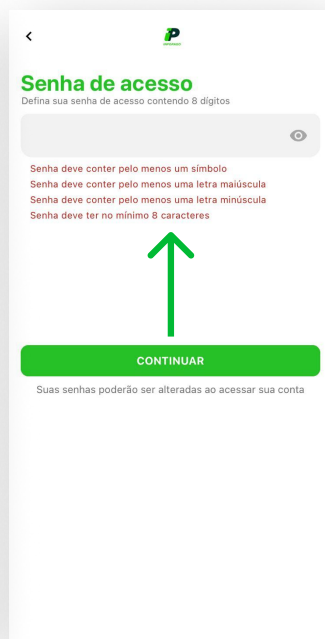 Senha de acesso
Defina sua senha de acesso contendo 8 dígitos
Senha deve conter pelo menos um símbolo
Senha deve conter pelo menos uma letra maiúscula
Senha deve conter pelo menos uma letra minúscula
Senha deve ter no mínimo 8 caracteres
CONTINUAR
Suas senhas poderão ser alteradas ao acessar sua conta